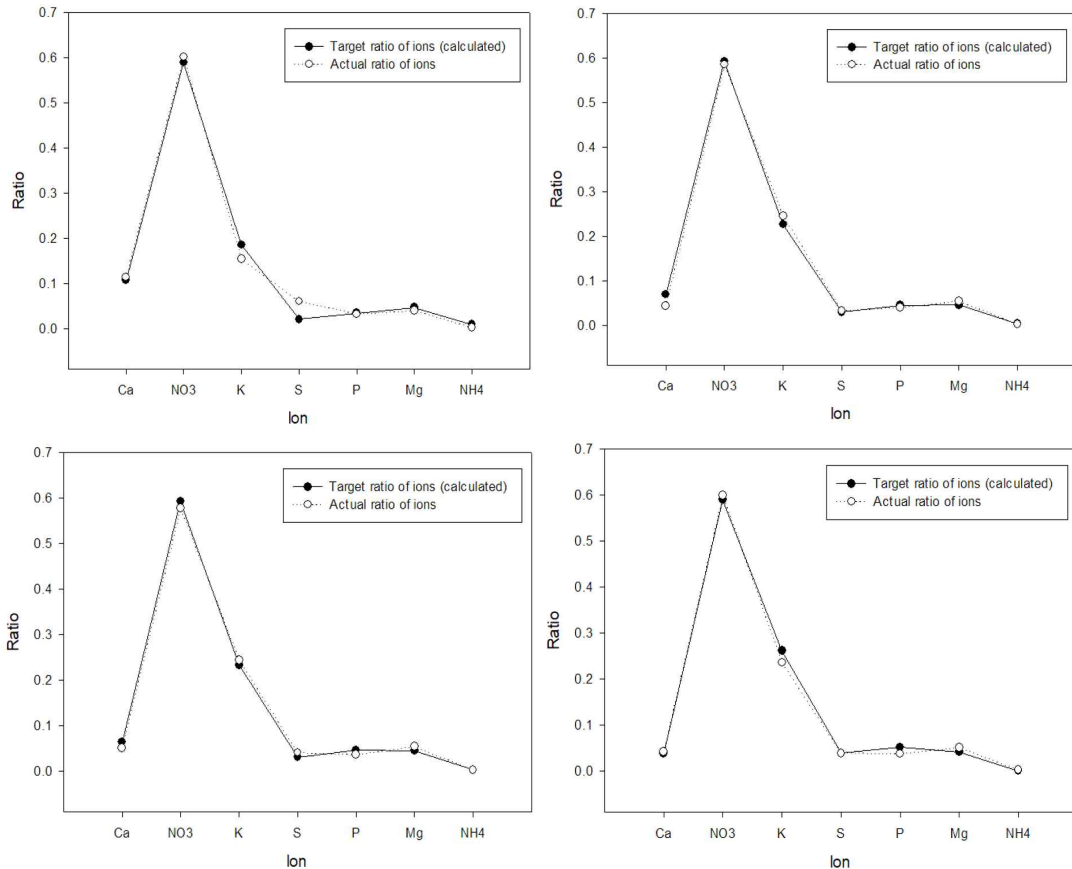 0.7
0.6
0.5
0.4
0.3
0.2
0.1
0.0
Ratio
Target ratio of ions (calculated)
Actual ratio of ions
Ca NO3 K S P Mg NH4
Ion
0.7
0.6
0.5
0.4
0.3
0.2
0.1
0.0
Ratio
Target ratio of ions (calculated)
Actual ratio of ions
Ca NO3 K S P Mg NH4
Ion
0.7
0.6
0.5
0.4
0.3
0.2
0.1
0.0
Ratio
Target ratio of ions (calculated)
Actual ratio of ions
Ca NO3 K S P Mg NH4
Ion
0.7
0.6
0.5
0.4
0.3
0.2
0.1
0.0
Ratio
Target ratio of ions (calculated)
Actual ratio of ions
Ca NO3 K S P Mg NH4
Ion